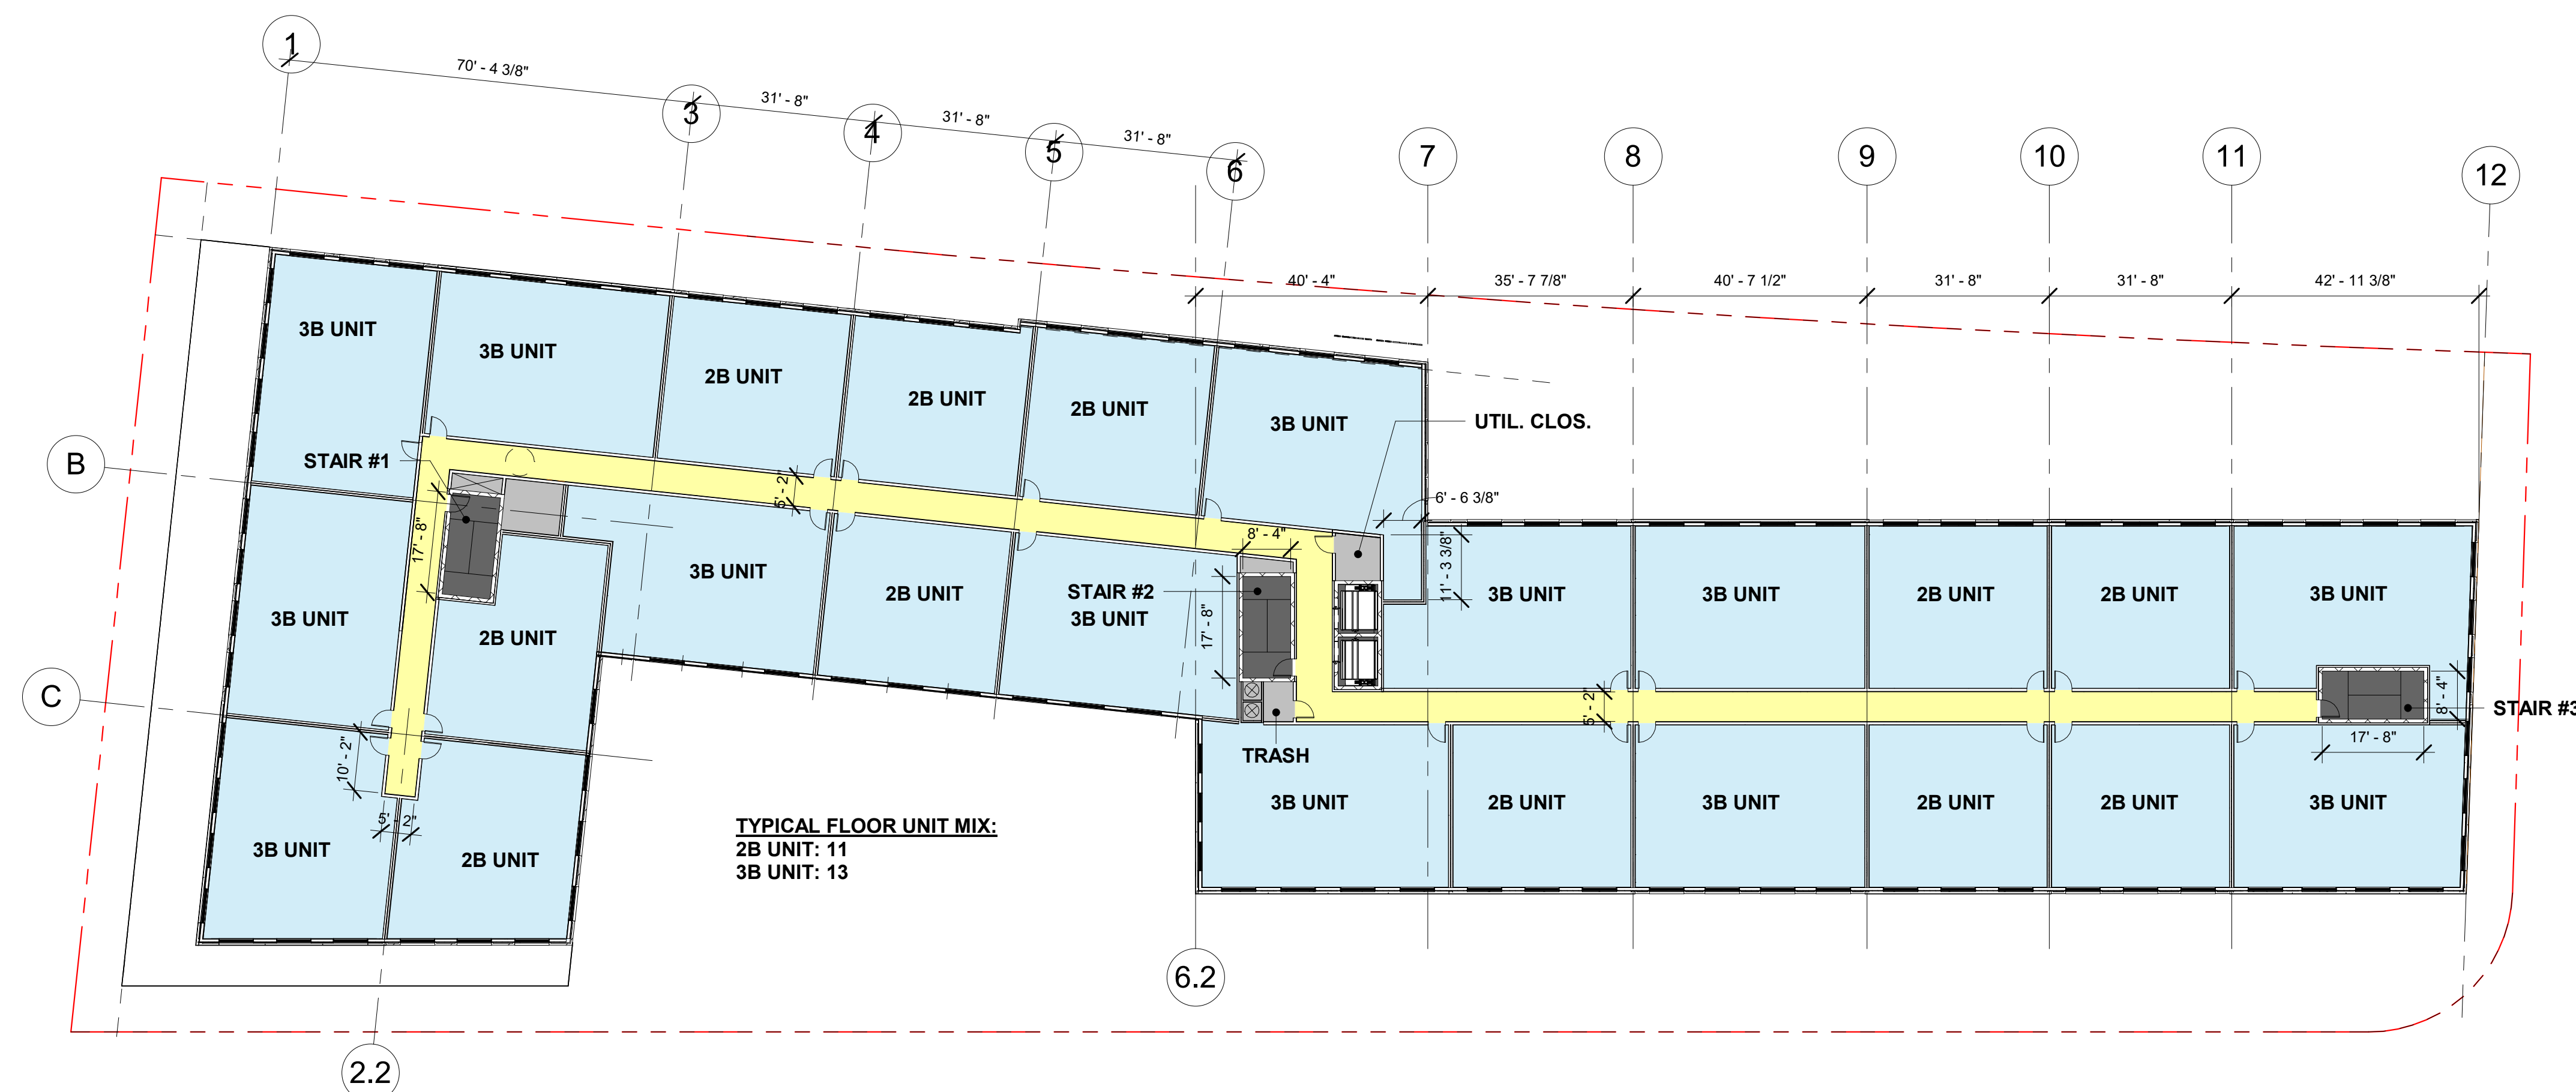 1
70' - 4 3/8"
3
31' - 8"
4
31' - 8"
5
31' - 8"
6
7
8
9
10
11
12
40' - 4"
35' - 7 7/8"
40' - 7 1/2"
31' - 8"
31' - 8"
42' - 11 3/8"
3B UNIT
3B UNIT
2B UNIT
2B UNIT
2B UNIT
3B UNIT
UTIL. CLOS.
B
STAIR #1
5' - 2"
6' - 6 3/8"
17' - 8"
8' - 4"
11' - 3 3/8"
3B UNIT
2B UNIT
3B UNIT
2B UNIT
STAIR #2
3B UNIT
17' - 8"
3B UNIT
3B UNIT
2B UNIT
2B UNIT
3B UNIT
C
5' - 2"
8' - 4"
STAIR #3
17' - 8"
10' - 2"
TRASH
5' - 2"
3B UNIT
2B UNIT
3B UNIT
2B UNIT
3B UNIT
2B UNIT
2B UNIT
3B UNIT
TYPICAL FLOOR UNIT MIX:
2B UNIT: 11
3B UNIT: 13
6.2
2.2